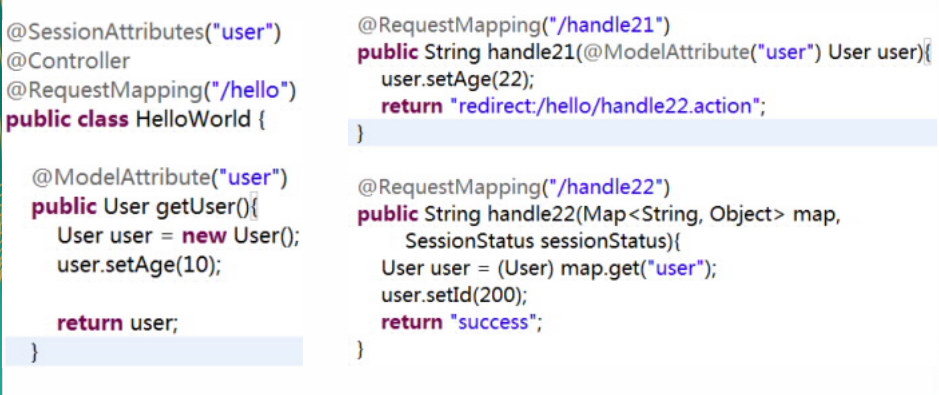 @SessionAttributes("user")
@Controller
@RequestMapping("/hello")
public class HelloWorld {
@ModelAttribute("user")
public User getUser(){
User user = new User();
user.setAge(10);
return user;
}
@RequestMapping("/handle21")
public String handle21(@ModelAttribute("user") User user){
user.setAge(22);
return "redirect:/hello/handle22.action";
}
@RequestMapping("/handle22")
public String handle22(Map<String, Object> map,
SessionStatus sessionStatus){
User user = (User) map.get("user");
user.setId(200);
return "success";
}